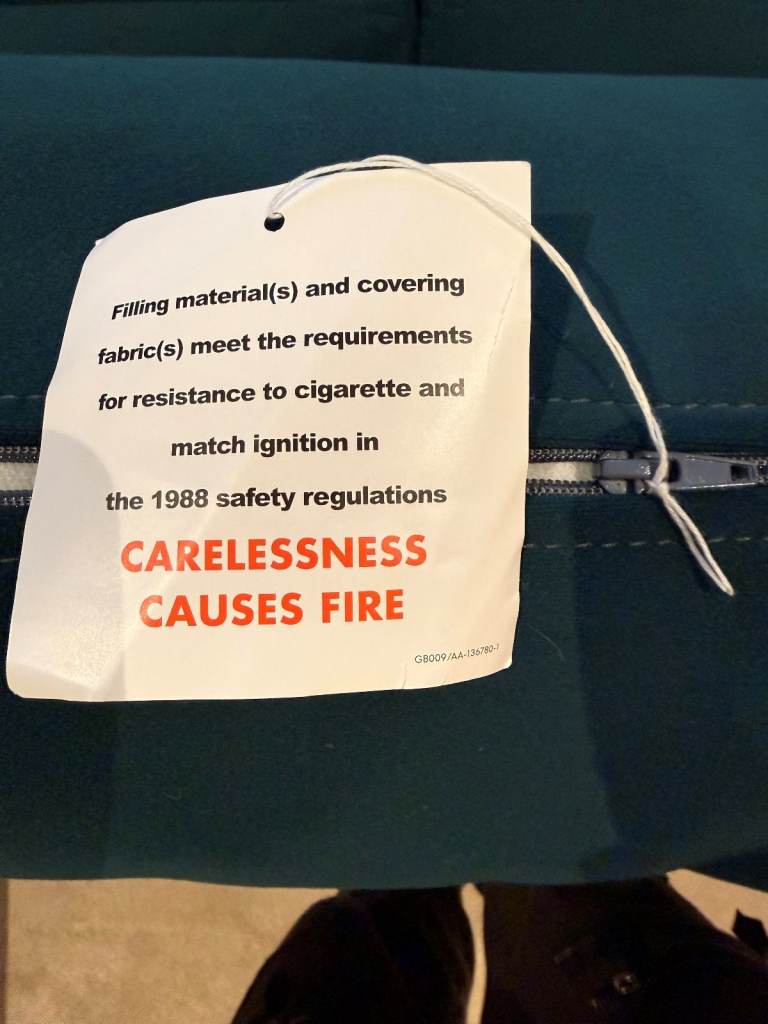 Filling material(s) and covering
fabric(s) meet the requirements
for resistance to cigarette and
match ignition in
the 1988 safety regulations
CARELESSNESS
CAUSES FIRE
GB009/AA-136780-1